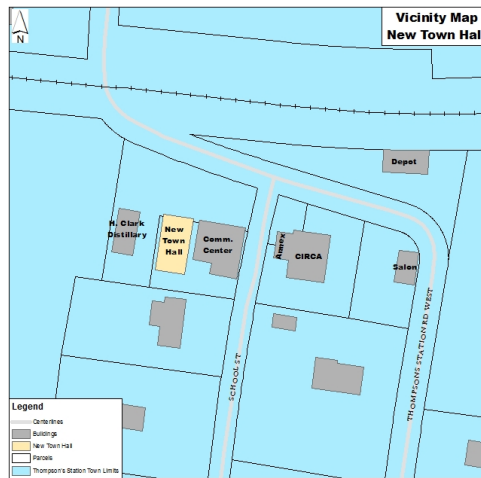 Vicinity Map
New Town Hall
N
Depot
H. Clark
Distillery
New
Town
Hall
Comm.
Center
Annex
CIRCA
Salon
SCHOOL ST
THOMPSONS STATION RD WEST
Legend
Centerlines
Buildings
New Town Hall
Parcels
Thompson's Station Town Limits